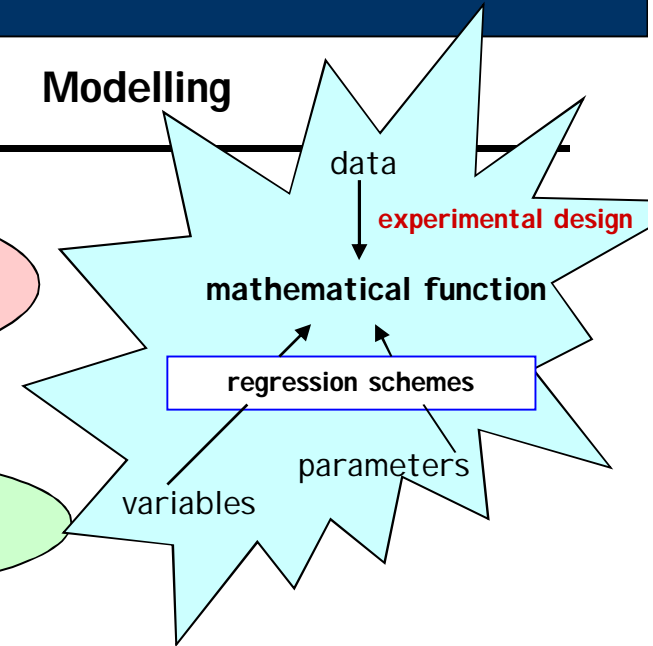 Modelling
data
experimental design
mathematical function
regression schemes
parameters
variables